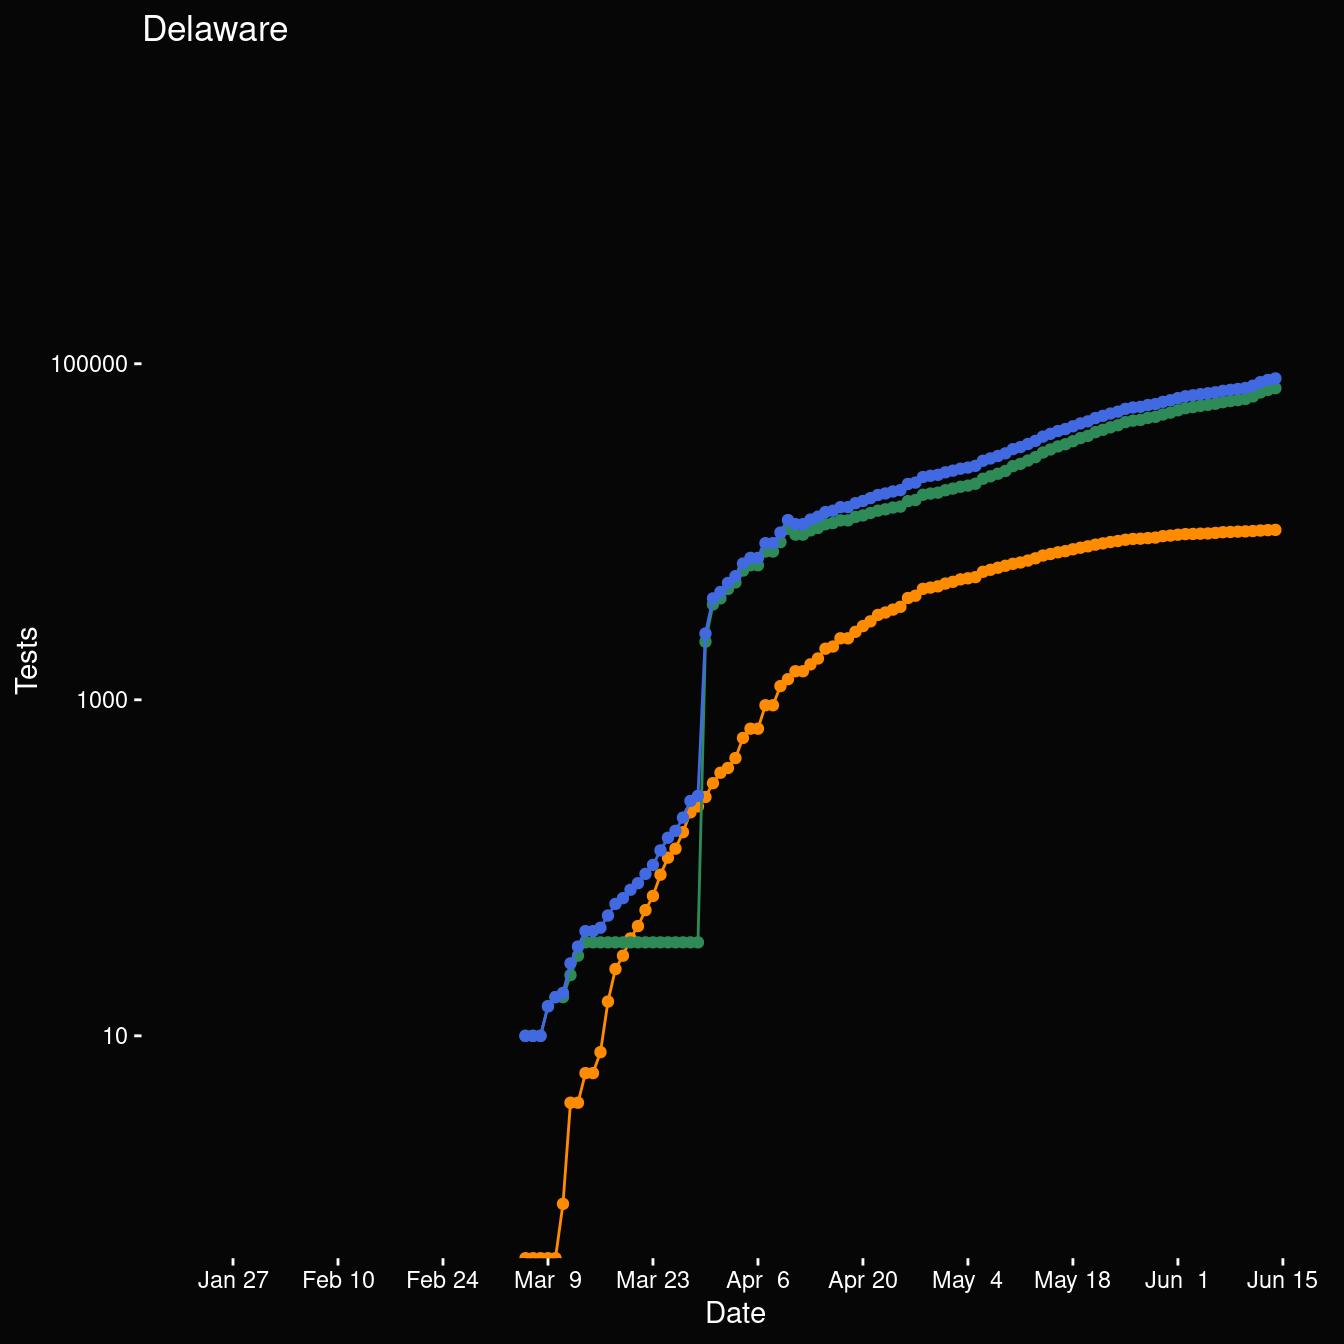 Delaware
100000
1000
10
Tests
Jan 27
Feb 10
Feb 24
Mar  9
Mar 23
Apr  6
Apr 20
May  4
May 18
Jun  1
Jun 15
Date